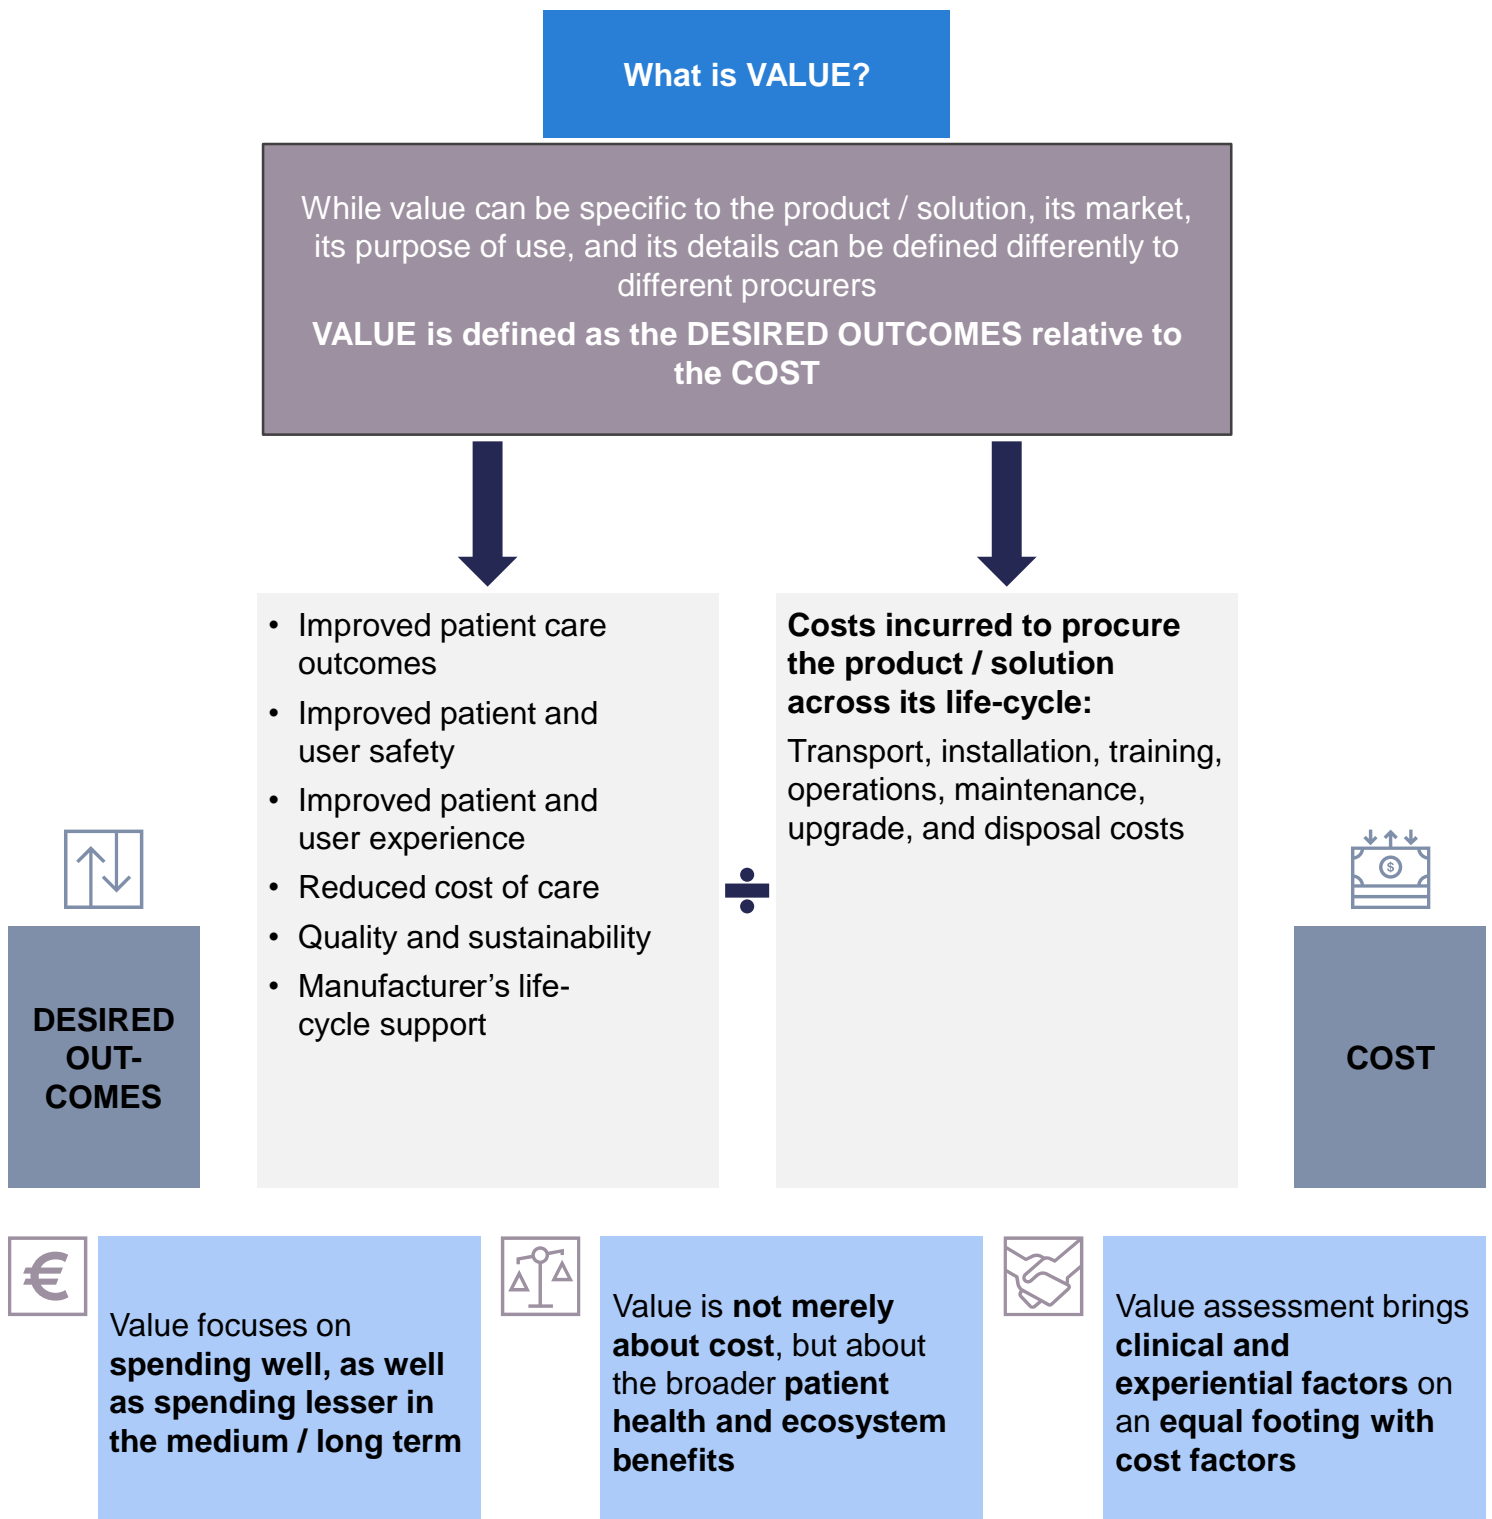 What is VALUE?
While value can be specific to the product / solution, its market,
its purpose of use, and its details can be defined differently to
different procurers
VALUE is defined as the DESIRED OUTCOMES relative to
the COST
DESIRED
OUT-
COMES
• Improved patient care
outcomes
• Improved patient and
user safety
• Improved patient and
user experience
• Reduced cost of care
• Quality and sustainability
• Manufacturer’s life-
cycle support
÷
Costs incurred to procure
the product / solution
across its life-cycle:
Transport, installation, training,
operations, maintenance,
upgrade, and disposal costs
$
COST
€
Value focuses on
spending well, as well
as spending lesser in
the medium / long term
Value is not merely
about cost, but about
the broader patient
health and ecosystem
benefits
Value assessment brings
clinical and
experiential factors on
an equal footing with
cost factors